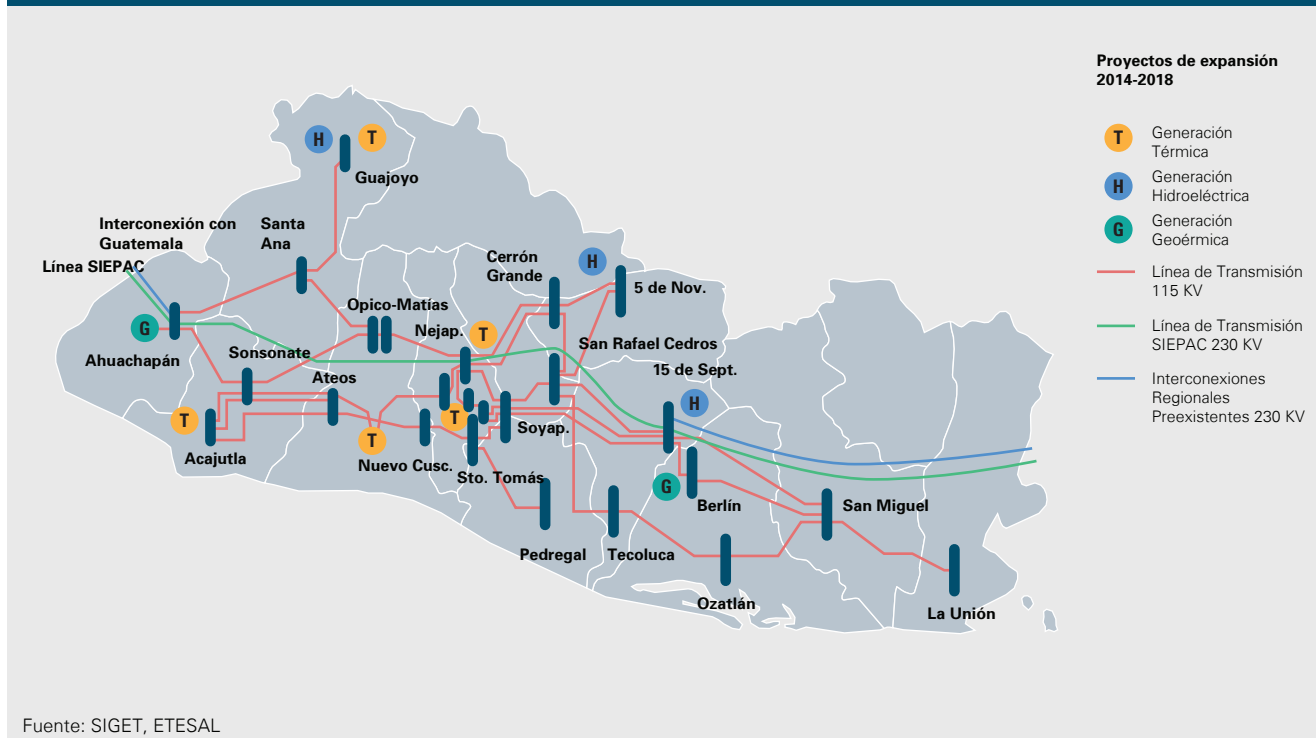 Proyectos de expansión
2014-2018
T
Generación
Térmica
H
Generación
Hidroeléctrica
G
Generación
Geoérmica
Línea de Transmisión
115 KV
Línea de Transmisión
SIEPAC 230 KV
Interconexiones
Regionales
Preexistentes 230 KV
H
T
Guajoyo
Interconexión con
Guatemala
Línea SIEPAC
Santa
Ana
Cerrón
Grande
H
5 de Nov.
Opico-Matías
Nejap.
T
G
Ahuachapán
Sonsonate
Ateos
San Rafael Cedros
15 de Sept.
H
T
Acajutla
T
Nuevo Cusc.
T
Soyap.
Sto. Tomás
G
Berlín
San Miguel
Pedregal
Tecoluca
Ozatlán
La Unión
Fuente: SIGET, ETESAL